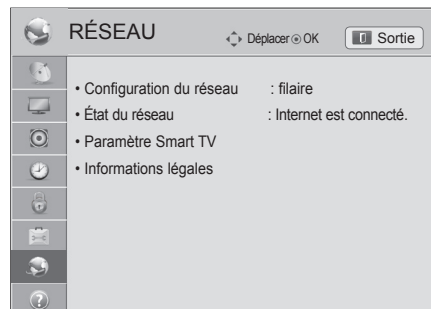 RÉSEAU
Déplacer OK
Sortie
• Configuration du réseau : filaire
• État du réseau : Internet est connecté.
• Paramètre Smart TV
• Informations légales
?